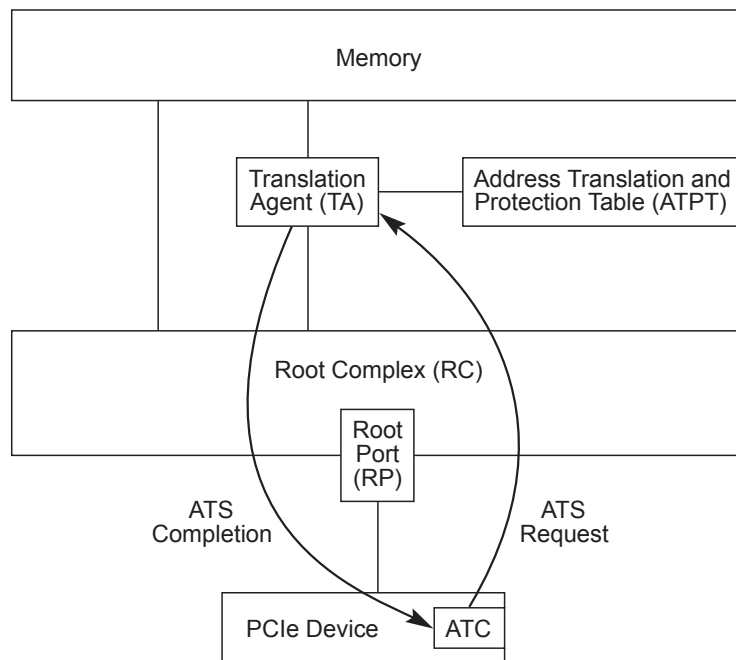 Memory
Translation
Agent (TA)
Address Translation and
Protection Table (ATPT)
Root Complex (RC)
Root
Port
(RP)
ATS
Completion
ATS
Request
PCIe Device
ATC